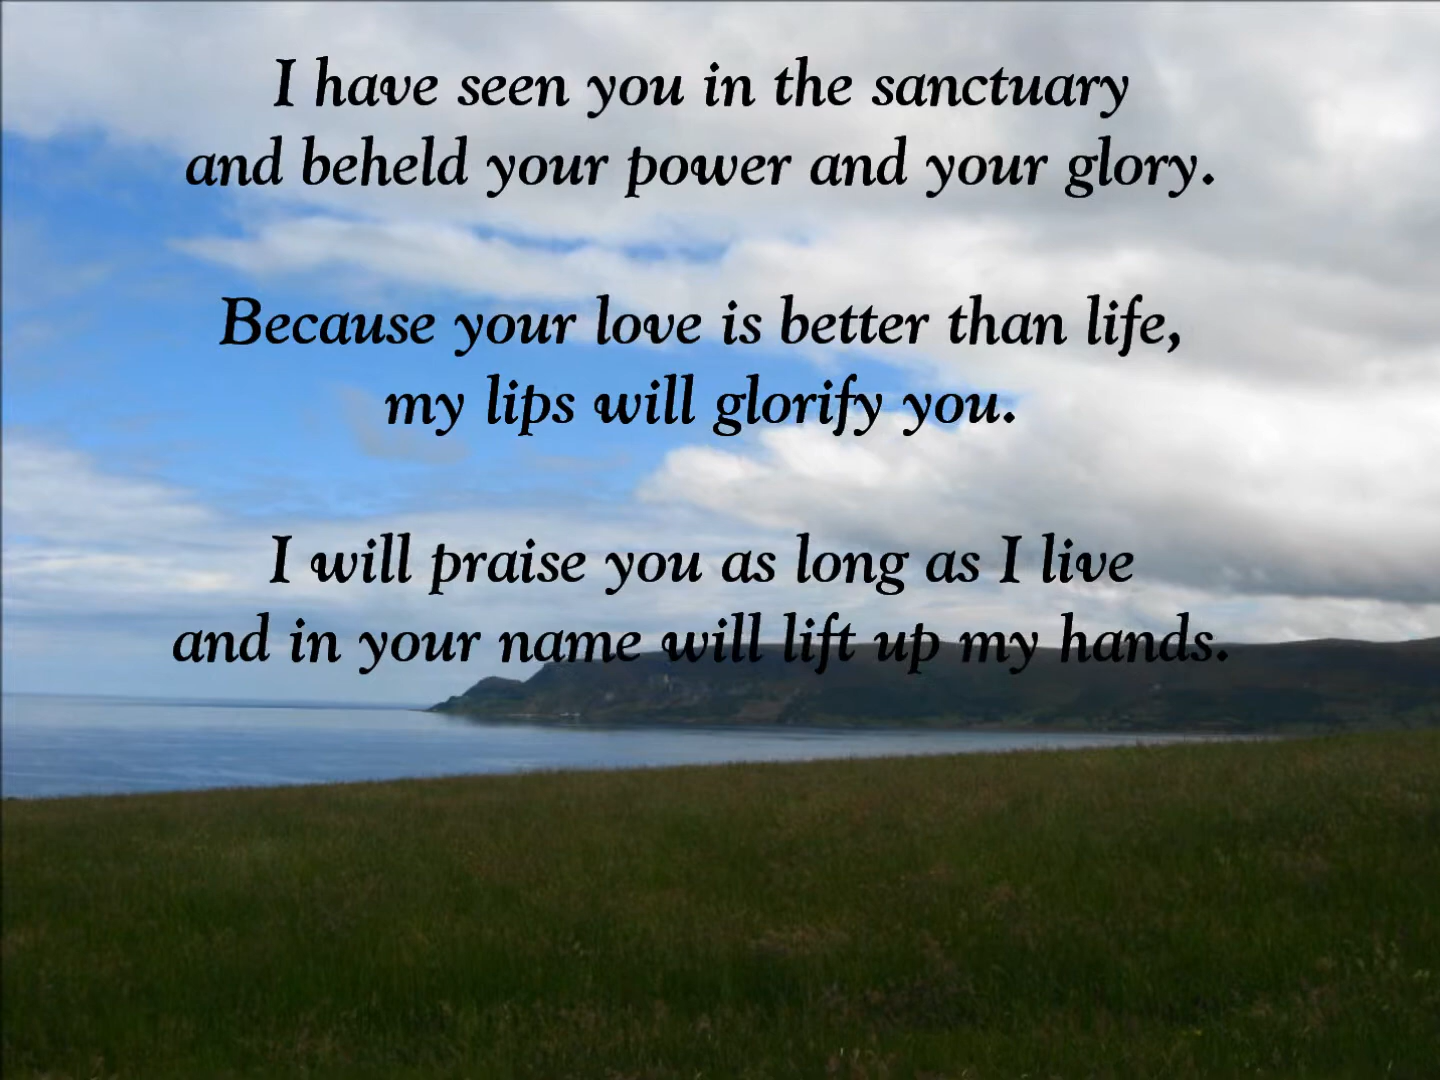 I have seen you in the sanctuary
and beheld your power and your glory.
Because your love is better than life,
my lips will glorify you.
I will praise you as long as I live
and in your name will lift up my hands.